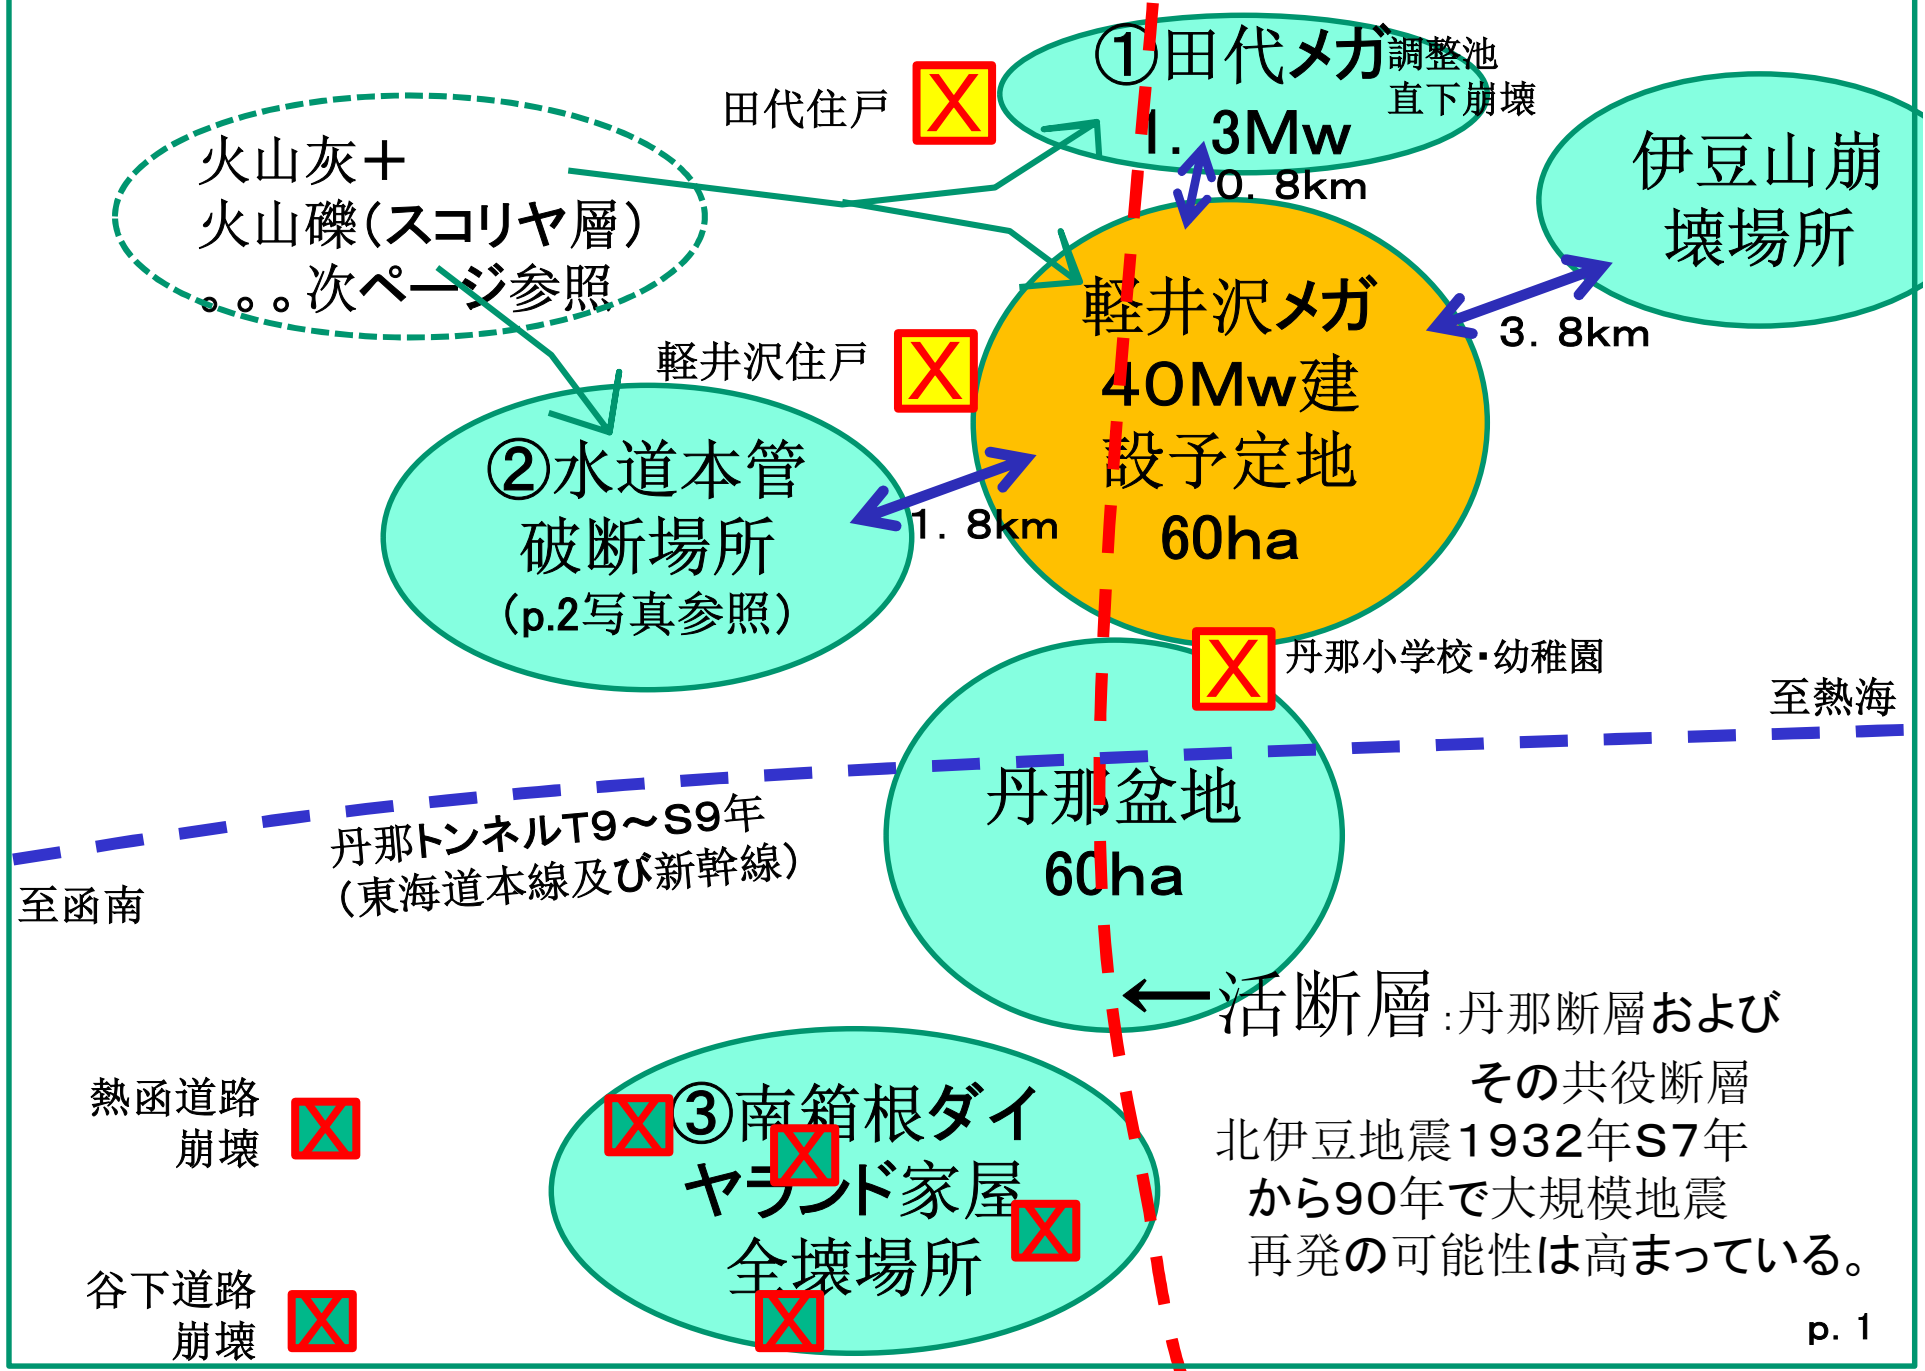 ①田代メガ
調整池
直下崩壊
1. 3Mw
田代住戸
0. 8km
伊豆山崩
壊場所
3. 8km
火山灰＋
火山礫（スコリヤ層）
。。。次ページ参照
軽井沢メガ
40Mw建
設予定地
60ha
軽井沢住戸
②水道本管
破断場所
（p.2写真参照）
1. 8km
丹那小学校・幼稚園
至熱海
丹那盆地
60ha
丹那トンネルT9～S9年
（東海道本線及び新幹線）
至函南
←活断層：丹那断層および
その共役断層
北伊豆地震1932年S7年
から90年で大規模地震
再発の可能性は高まっている。
③南箱根ダイ
ヤランド家屋
全壊場所
熱函道路
崩壊
谷下道路
崩壊
p. 1